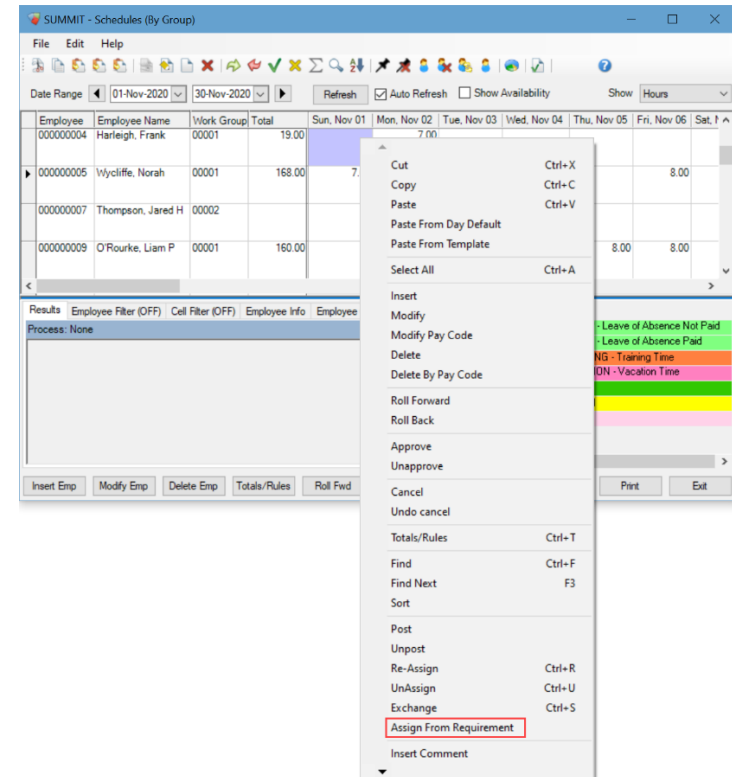 SUMMIT - Schedules (By Group)
File Edit Help
Date Range 01-Nov-2020 30-Nov-2020 Refresh Auto Refresh Show Availability Show Hours
Employee Employee Name Work Group Total Sun, Nov 01 Mon, Nov 02 Tue, Nov 03 Wed, Nov 04 Thu, Nov 05 Fri, Nov 06 Sat,
000000004 Harleigh, Frank 00001 19.00 7.00
000000005 Wycliffe, Norah 00001 168.00 7. 8.00
000000007 Thompson, Jared H 00002
000000009 O'Rourke, Liam P 00001 160.00 8.00 8.00
Results Employee Filter (OFF) Cell Filter (OFF) Employee Info Employee
Process: None
- Leave of Absence Not Paid
- Leave of Absence Paid
NG - Training Time
ION - Vacation Time
Insert Emp Modify Emp Delete Emp Totals/Rules Roll Fwd Print Exit
Cut Ctrl+X
Copy Ctrl+C
Paste Ctrl+V
Paste From Day Default
Paste From Template
Select All Ctrl+A
Insert
Modify
Modify Pay Code
Delete
Delete By Pay Code
Roll Forward
Roll Back
Approve
Unapprove
Cancel
Undo cancel
Totals/Rules Ctrl+T
Find Ctrl+F
Find Next F3
Sort
Post
Unpost
Re-Assign Ctrl+R
UnAssign Ctrl+U
Exchange Ctrl+S
Assign From Requirement
Insert Comment